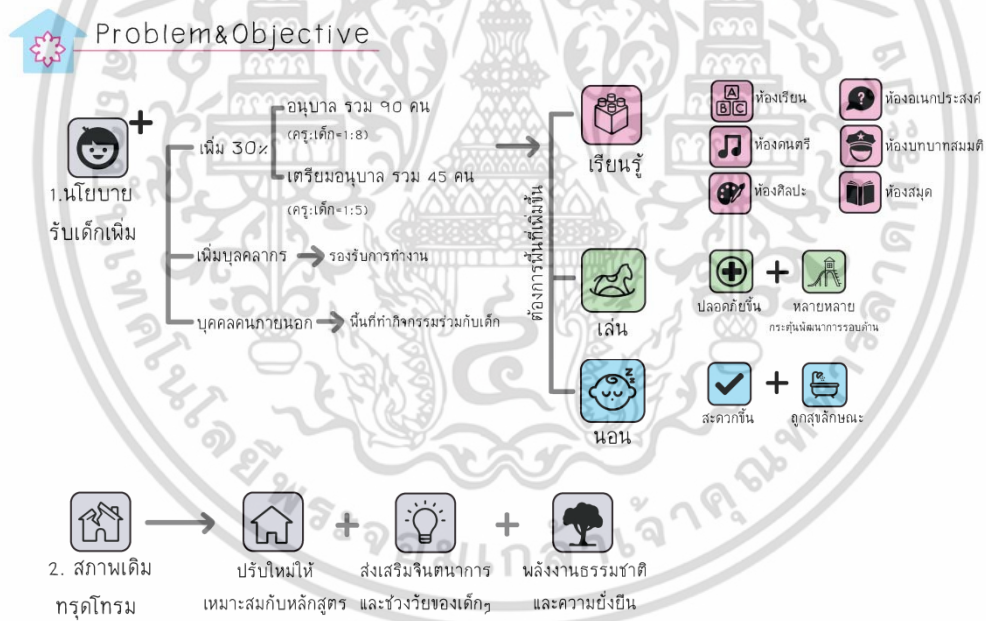 Problem&Objective
1.นโยบาย
รับเด็กเพิ่ม
เพิ่ม 30%
อนุบาล รวม ๙๐ คน
(ครู:เด็ก=1:8)
เตรียมอนุบาล รวม 45 คน
(ครู:เด็ก=1:5)
เพิ่มบุลคลากร
รองรับการทำงาน
บุคคลคนภายนอก
พื้นที่ทำกิจกรรมร่วมกับเด็ก
ต้องการพื้นที่เพิ่มขึ้น
เรียนรู้
A
B C
ห้องเรียน
ห้องอเนกประสงค์
ห้องดนตรี
ห้องบทบาทสมมติ
ห้องศิลปะ
ห้องสมุด
เล่น
ปลอดภัยขึ้น
หลายหลาย
กระตุ้นพัฒนาการรอบด้าน
นอน
สะดวกขึ้น
ถูกสุขลักษณะ
2. สภาพเดิม
ทรุดโทรม
ปรับใหม่ให้
เหมาะสมกับหลักสูตร
ส่งเสริมจินตนาการ
และช่วงวัยของเด็กๆ
พลังงานธรรมชาติ
และความยั่งยืน